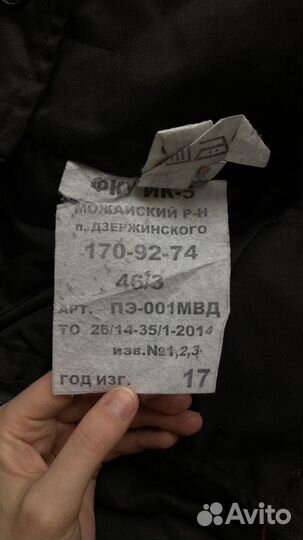 ФКУ ИК-5
МОЖАЙСКИЙ Р-Н
п. ДЗЕРЖИНСКОГО
170-92-74
46/3
АРТ. ПЭ-001МВД
ТО 26/14-35/1-2014
изв.№1,2,3
ГОД ИЗГ. 17
Avito